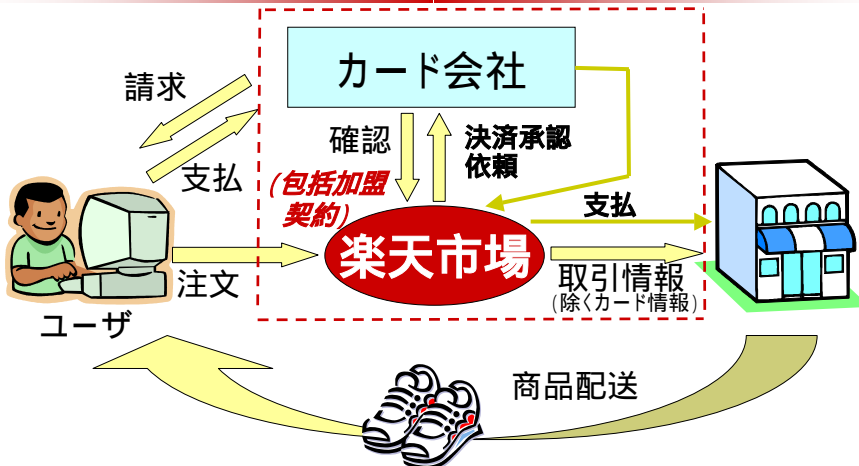 カード会社
請求
確認
決済承認
依頼
支払
(包括加盟
契約)
支払
楽天市場
注文
取引情報
(除くカード情報)
ユーザ
商品配送